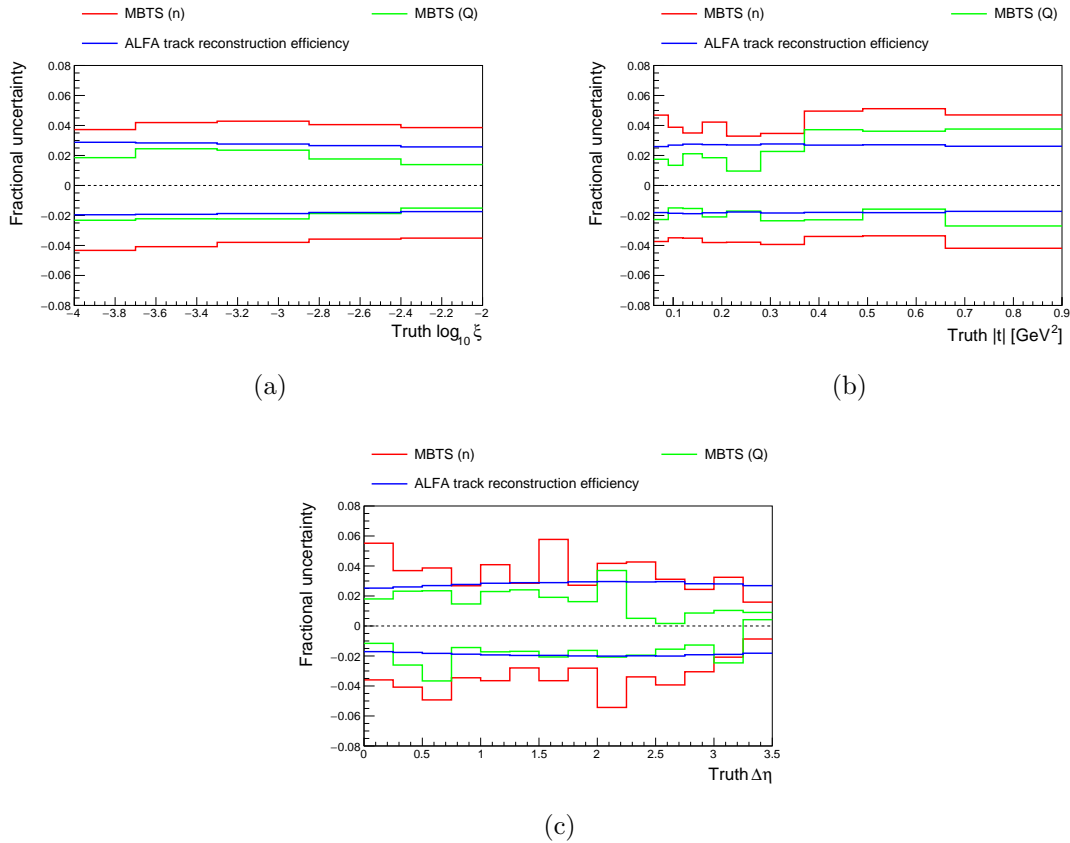 MBTS (n) MBTS (Q)
ALFA track reconstruction efficiency
Fractional uncertainty
0.08
0.06
0.04
0.02
0
−0.02
−0.04
−0.06
−0.08
−4 −3.8 −3.6 −3.4 −3.2 −3 −2.8 −2.6 −2.4 −2.2 −2
Truth log10 ξ
(a)
MBTS (n) MBTS (Q)
ALFA track reconstruction efficiency
Fractional uncertainty
0.08
0.06
0.04
0.02
0
−0.02
−0.04
−0.06
−0.08
0.1 0.2 0.3 0.4 0.5 0.6 0.7 0.8 0.9
Truth |t| [GeV2]
(b)
MBTS (n) MBTS (Q)
ALFA track reconstruction efficiency
Fractional uncertainty
0.08
0.06
0.04
0.02
0
−0.02
−0.04
−0.06
−0.08
0 0.5 1 1.5 2 2.5 3 3.5
Truth Δη
(c)